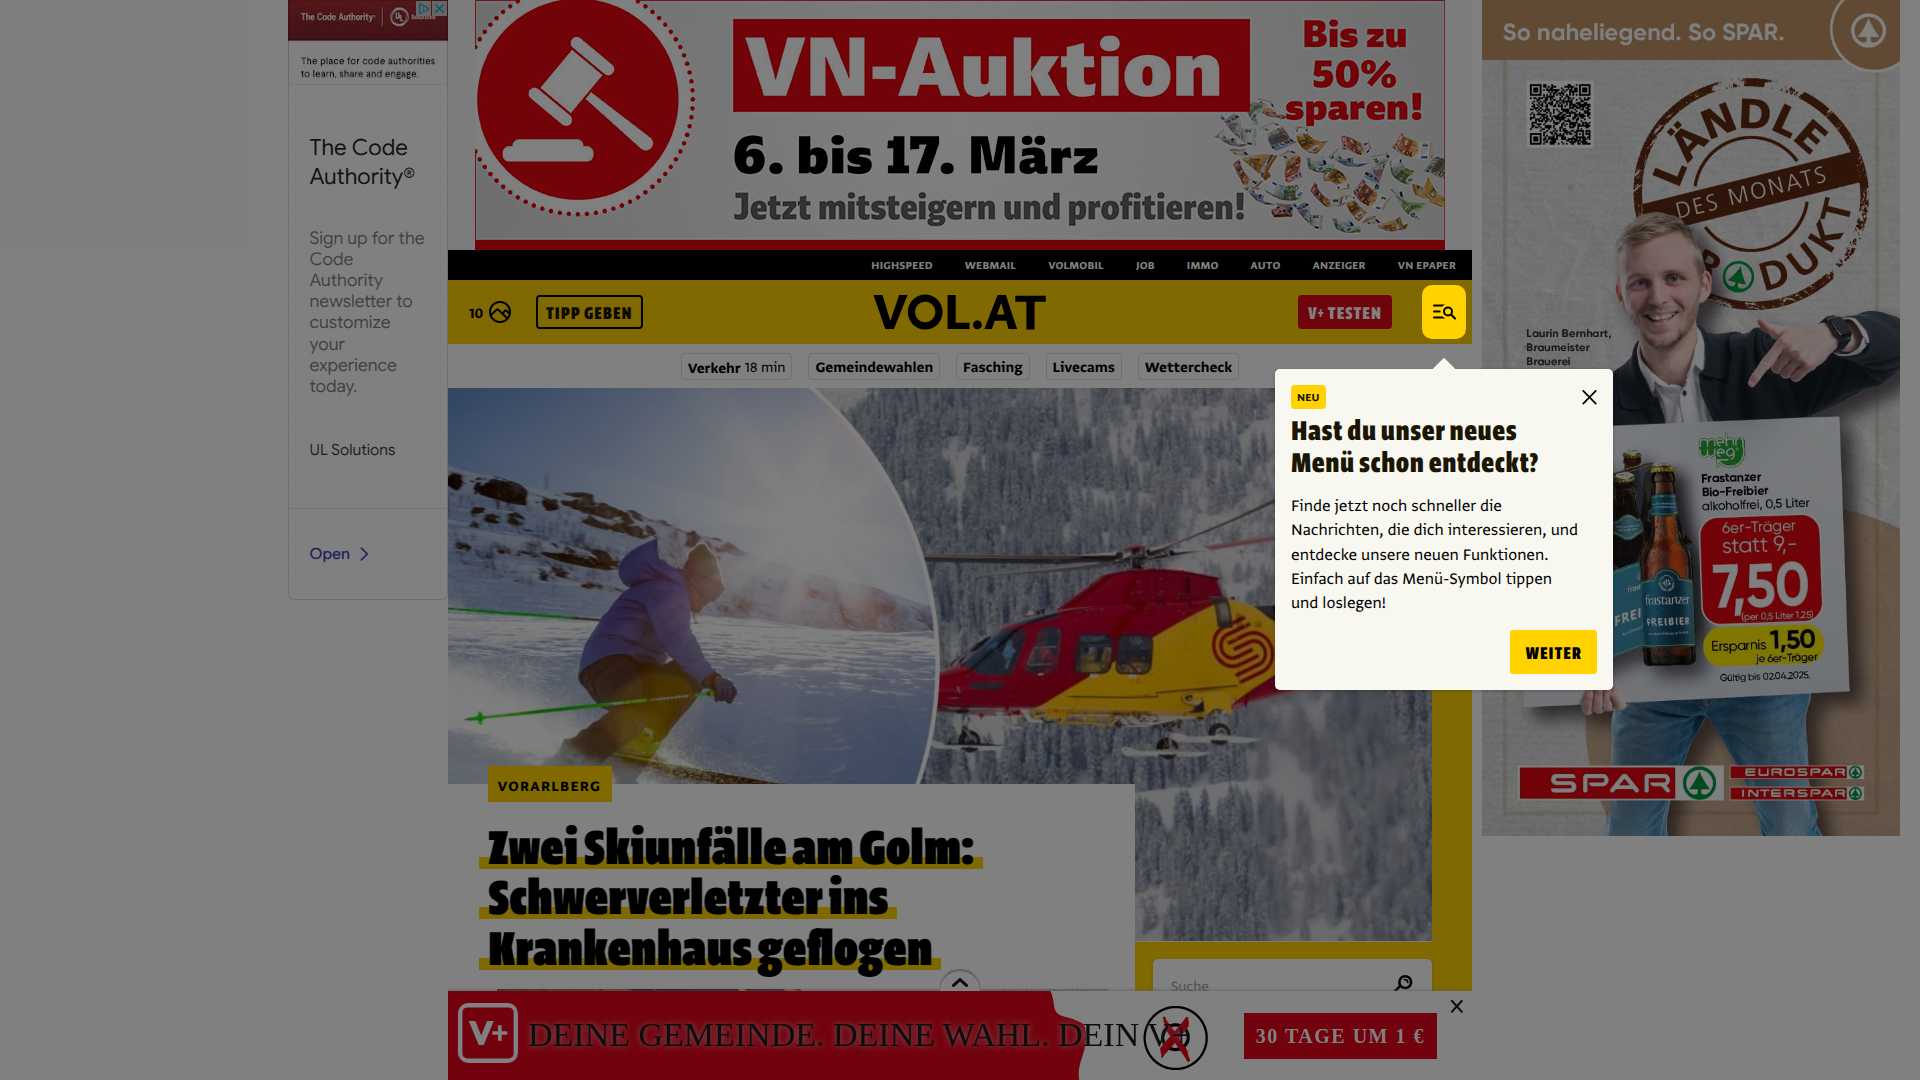 The Code Authority®
The place for code authorities
to learn, share and engage.
The Code
Authority®
Sign up for the
Code
Authority
newsletter to
customize
your
experience
today.
UL Solutions
Open
VN-Auktion
6. bis 17. März
Jetzt mitsteigern und profitieren!
Bis zu
50%
sparen!
HIGHSPEED WEBMAIL VOLMOBIL JOB IMMO AUTO ANZEIGER VN EPAPER
10 TIPP GEBEN VOL.AT V+ TESTEN
Verkehr 18 min Gemeindewahlen Fasching Livecams Wettercheck
NEU
Hast du unser neues
Menü schon entdeckt?
Finde jetzt noch schneller die
Nachrichten, die dich interessieren, und
entdecke unsere neuen Funktionen.
Einfach auf das Menü-Symbol tippen
und loslegen!
WEITER
VORARLBERG
Zwei Skiunfälle am Golm:
Schwerverletzter ins
Krankenhaus geflogen
Suche
V+ DEINE GEMEINDE. DEINE WAHL. DEIN V+
30 TAGE UM 1 €
So naheliegend. So SPAR.
LÄNDLE
DES MONATS
PRODUKT
Laurin Bernhart,
Braumeister
Brauerei
mehr
weg
Frastanzer
Bio-Freibier
alkoholfrei, 0,5 Liter
6er-Träger
statt 9,-
7,50
(per 0,5 Liter 1,25)
Ersparnis 1,50
je 6er-Träger
Gültig bis 02.04.2025.
frastanzer
FREIBIER
SPAR
EUROSPAR
INTERSPAR